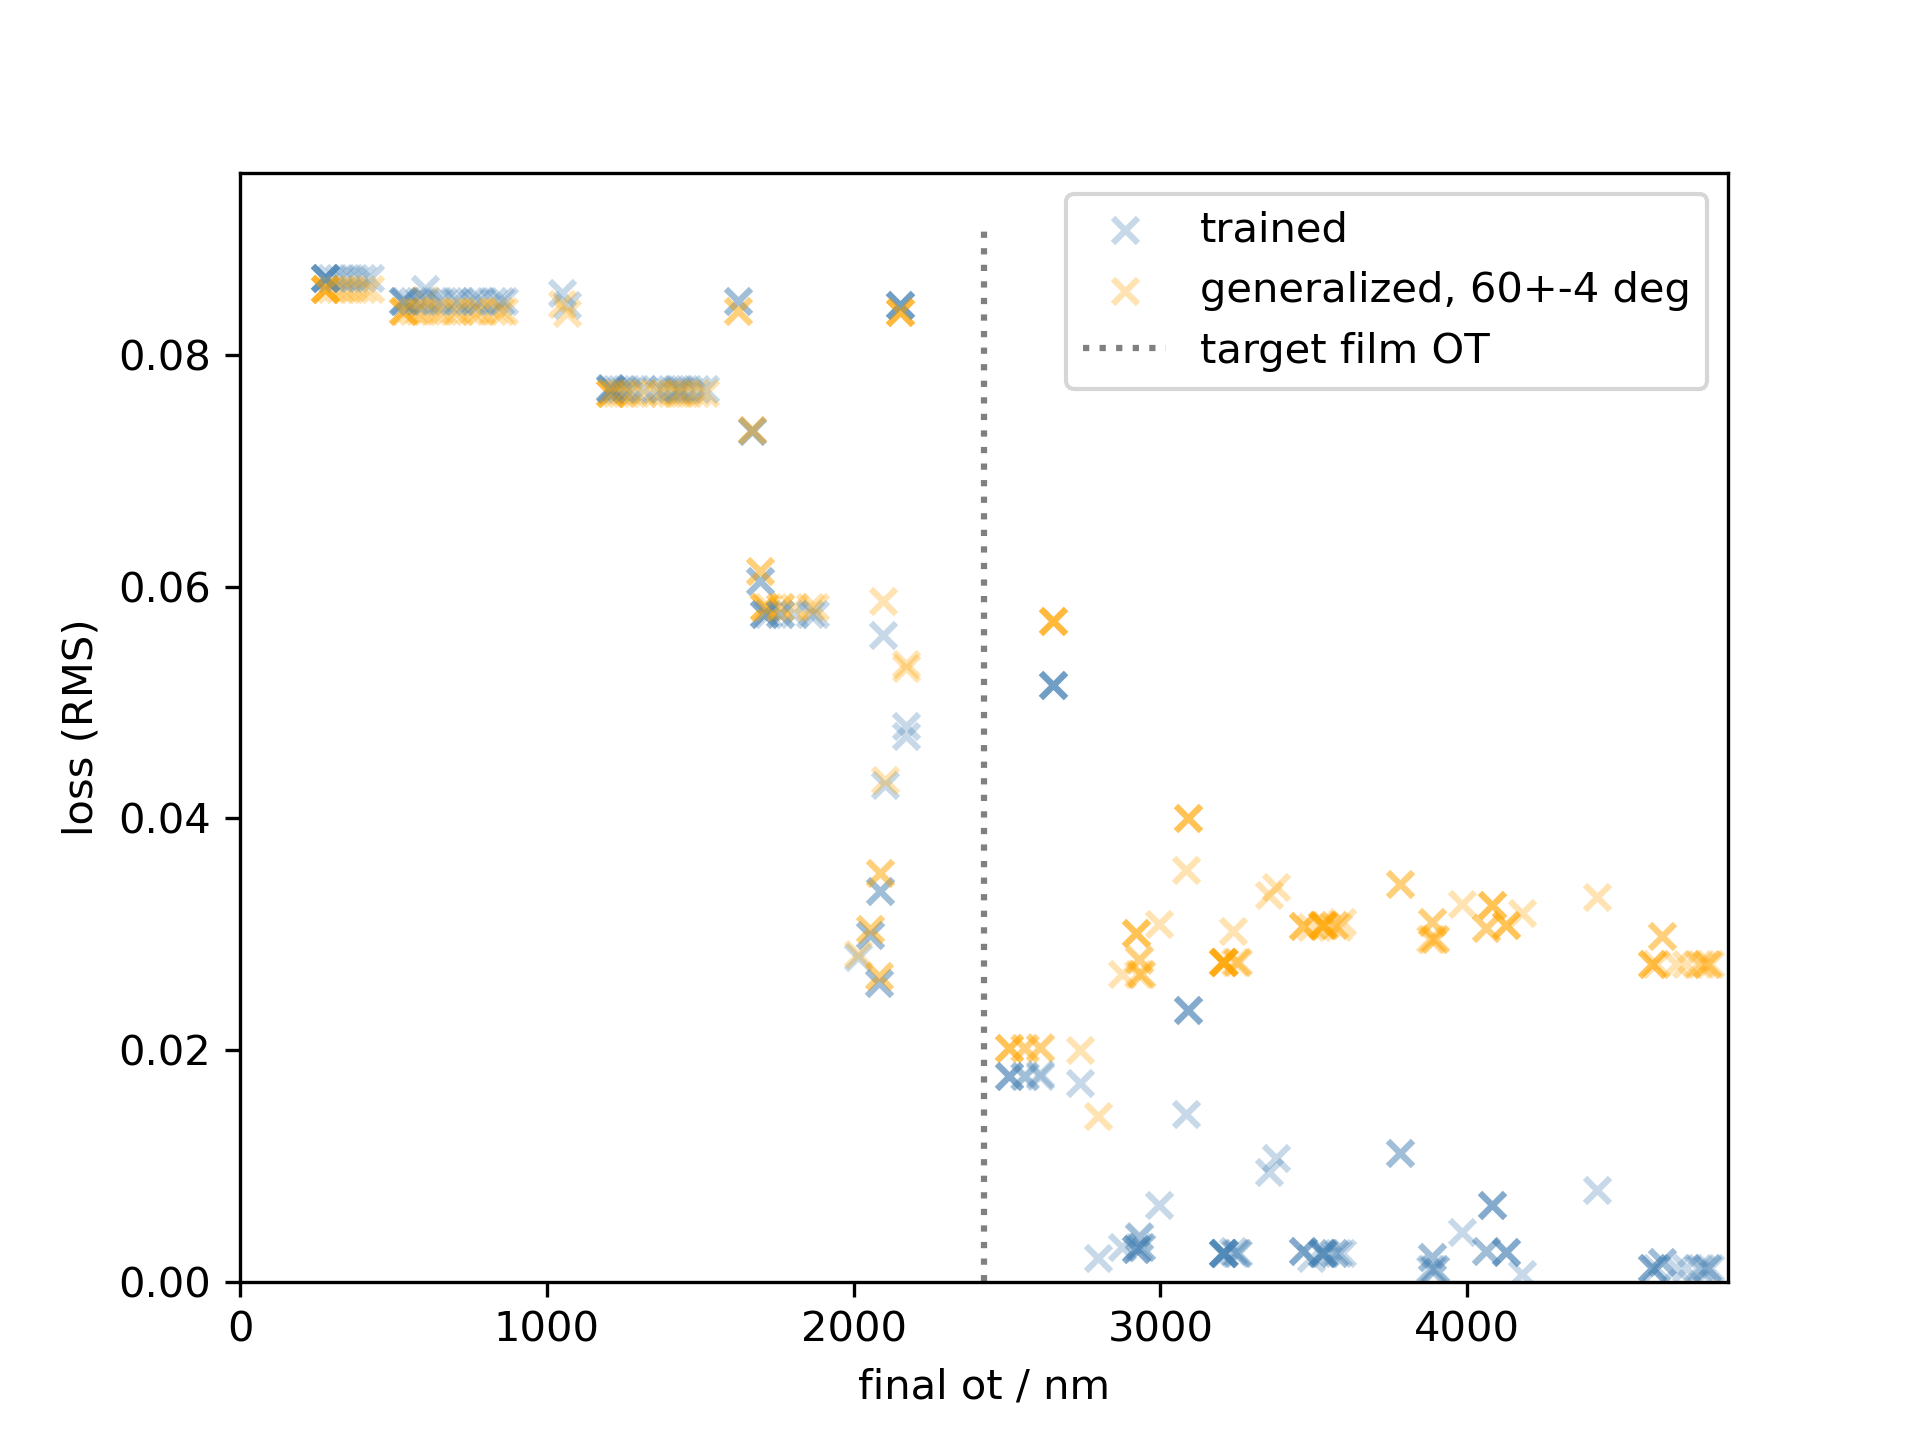 trained
generalized, 60+-4 deg
target film OT
0.08
0.06
0.04
0.02
0.00
loss (RMS)
0
1000
2000
3000
4000
final ot / nm